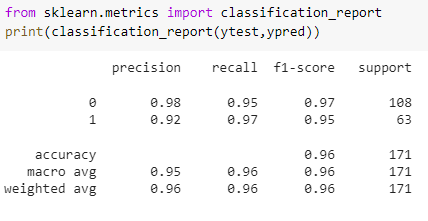 from sklearn.metrics import classification_report
print(classification_report(ytest,ypred))
precision recall f1-score support
0 0.98 0.95 0.97 108
1 0.92 0.97 0.95 63
accuracy 0.96 171
macro avg 0.95 0.96 0.96 171
weighted avg 0.96 0.96 0.96 171